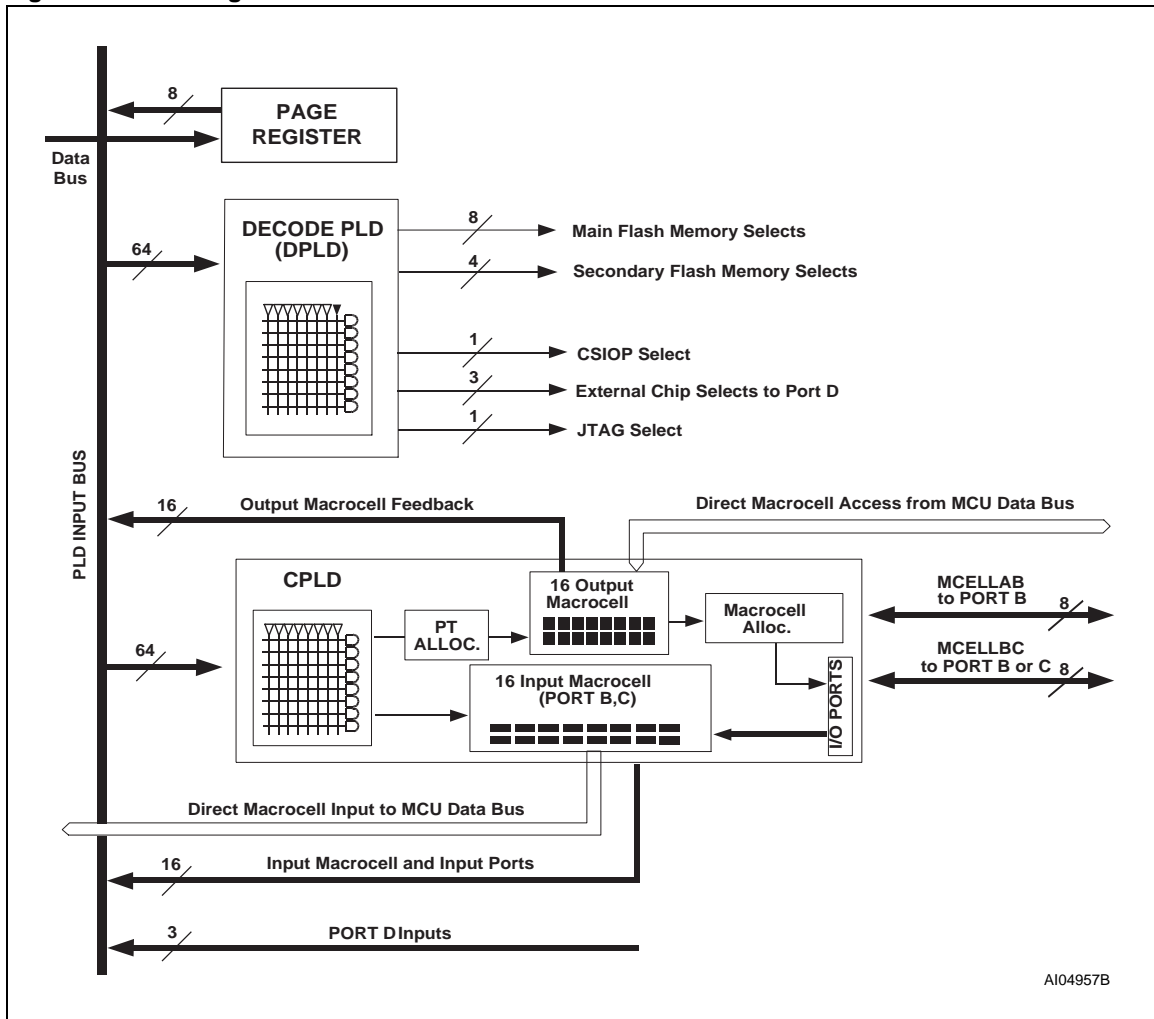 8
PAGE
REGISTER
Data
Bus
DECODE PLD
(DPLD)
64
8
Main Flash Memory Selects
4
Secondary Flash Memory Selects
1
CSIOP Select
3
External Chip Selects to Port D
1
JTAG Select
PLD INPUT BUS
16
Output Macrocell Feedback
Direct Macrocell Access from MCU Data Bus
CPLD
16 Output
Macrocell
PT
ALLOC.
Macrocell
Alloc.
MCELLAB
to PORT B
8
64
16 Input Macrocell
(PORT B,C)
I/O PORTS
MCELLBC
to PORT B or C
8
Direct Macrocell Input to MCU Data Bus
16
Input Macrocell and Input Ports
3
PORT D Inputs
AI04957B